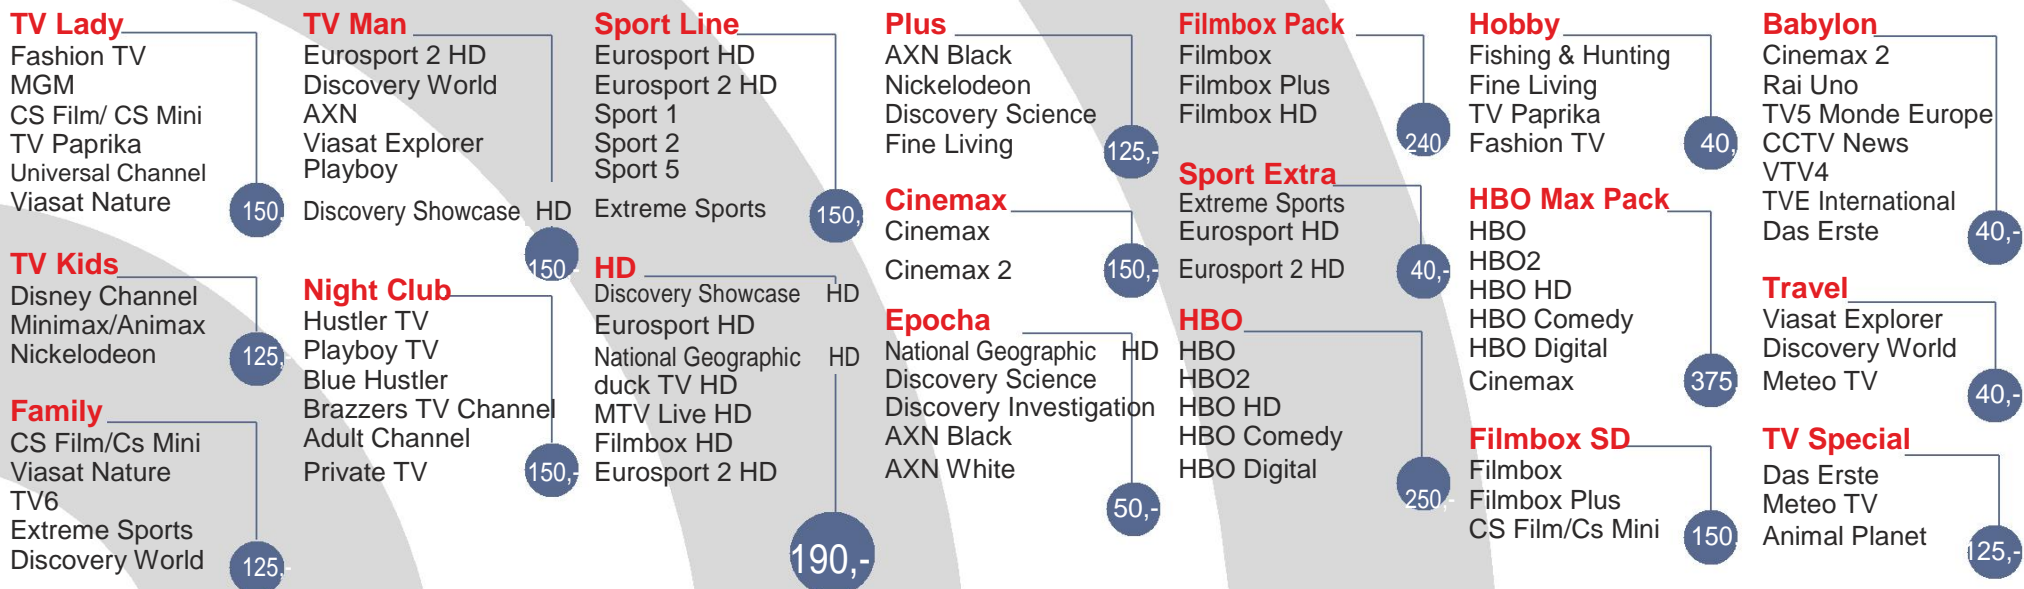 TV Lady
Fashion TV
MGM
CS Film/ CS Mini
TV Paprika
Universal Channel
Viasat Nature
150,
TV Kids
Disney Channel
Minimax/Animax
Nickelodeon
125,-
Family
CS Film/Cs Mini
Viasat Nature
TV6
Extreme Sports
Discovery World
125,-
TV Man
Eurosport 2 HD
Discovery World
AXN
Viasat Explorer
Playboy
Discovery Showcase HD
150,-
Night Club
Hustler TV
Playboy TV
Blue Hustler
Brazzers TV Channel
Adult Channel
Private TV
150,-
Sport Line
Eurosport HD
Eurosport 2 HD
Sport 1
Sport 2
Sport 5
Extreme Sports
150,
HD
Discovery Showcase HD
Eurosport HD
National Geographic HD
duck TV HD
MTV Live HD
Filmbox HD
Eurosport 2 HD
190,-
Plus
AXN Black
Nickelodeon
Discovery Science
Fine Living
125,-
Cinemax
Cinemax
Cinemax 2
150,-
Epocha
National Geographic HD
Discovery Science
Discovery Investigation
AXN Black
AXN White
50,-
Filmbox Pack
Filmbox
Filmbox Plus
Filmbox HD
240
Sport Extra
Extreme Sports
Eurosport HD
Eurosport 2 HD
40,-
HBO
HBO
HBO2
HBO HD
HBO Comedy
HBO Digital
250,-
Hobby
Fishing & Hunting
Fine Living
TV Paprika
Fashion TV
40,
HBO Max Pack
HBO
HBO2
HBO HD
HBO Comedy
HBO Digital
Cinemax
375
Filmbox SD
Filmbox
Filmbox Plus
CS Film/Cs Mini
150,
Babylon
Cinemax 2
Rai Uno
TV5 Monde Europe
CCTV News
VTV4
TVE International
Das Erste
40,-
Travel
Viasat Explorer
Discovery World
Meteo TV
40,-
TV Special
Das Erste
Meteo TV
Animal Planet
125,-